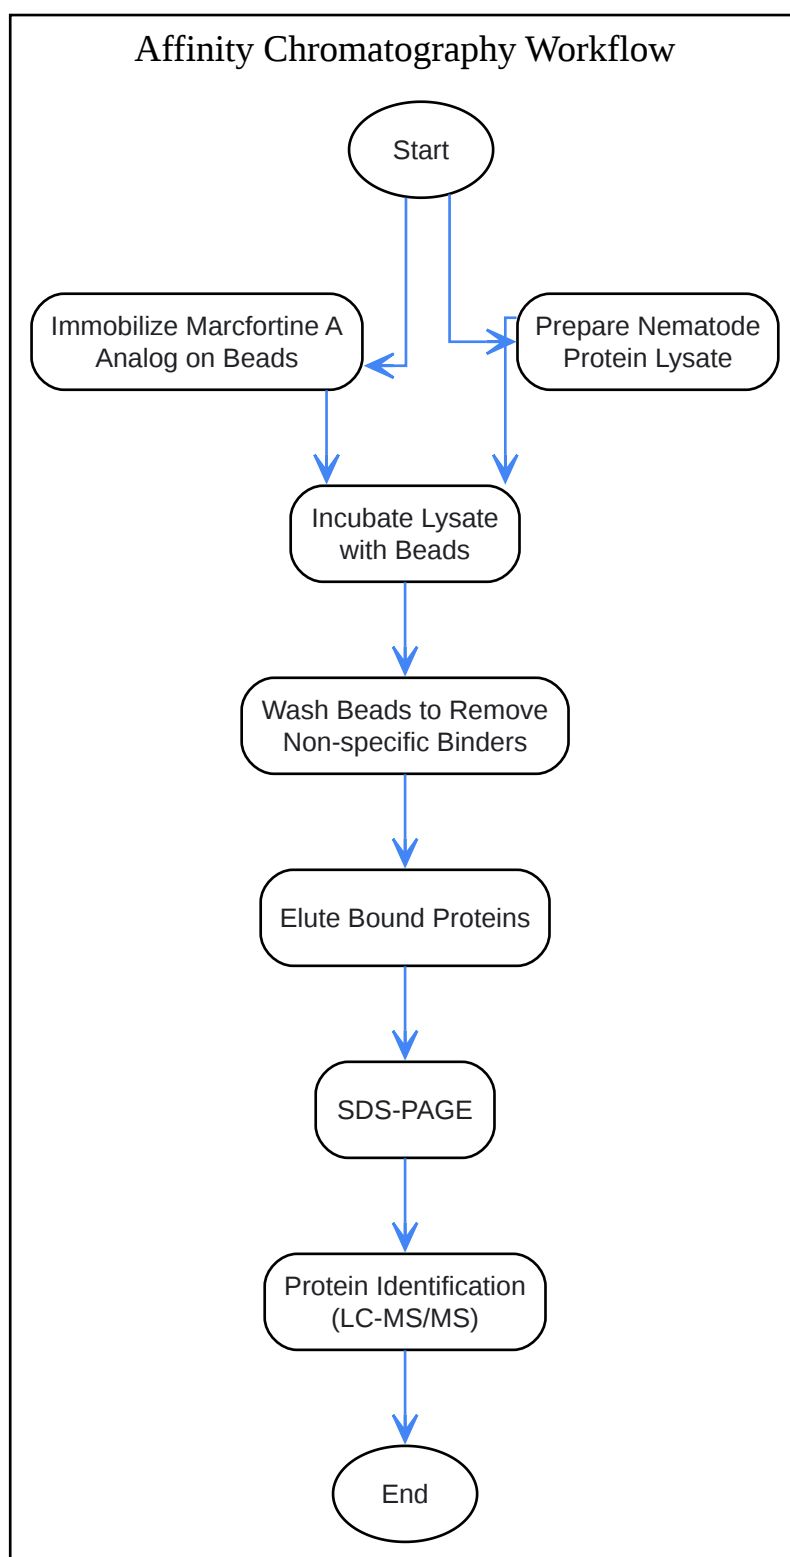 Affinity Chromatography Workflow
Start
Immobilize Marcfortine A
Analog on Beads
Prepare Nematode
Protein Lysate
Incubate Lysate
with Beads
Wash Beads to Remove
Non-specific Binders
Elute Bound Proteins
SDS-PAGE
Protein Identification
(LC-MS/MS)
End